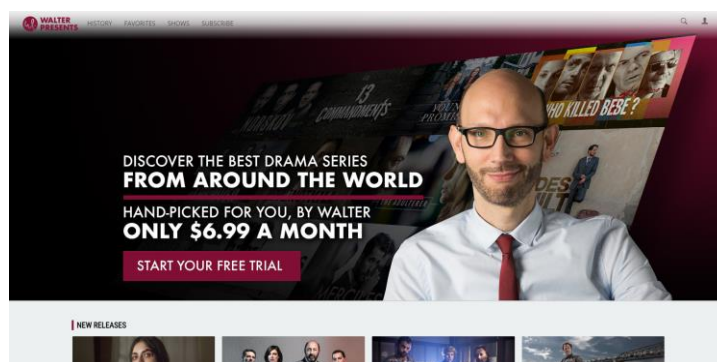 WALTER
PRESENTS
HISTORY FAVORITES SHOWS SUBSCRIBE
13
COMMANDMENTS
WHO KILLED BEBE ?
DISCOVER THE BEST DRAMA SERIES
FROM AROUND THE WORLD
HAND-PICKED FOR YOU, BY WALTER
ONLY $6.99 A MONTH
START YOUR FREE TRIAL
NEW RELEASES